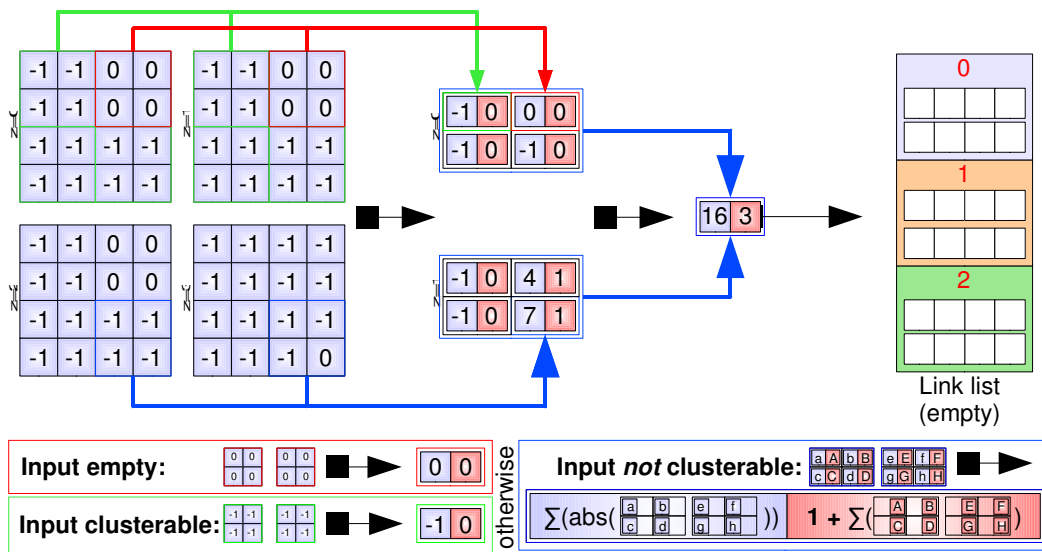 -1 -1 0 0
-1 -1 0 0
-1 -1 -1 -1
-1 -1 -1 -1
-1 -1 0 0
-1 -1 0 0
-1 -1 -1 -1
-1 -1 -1 -1
-1 -1 0 0
-1 -1 0 0
-1 -1 -1 -1
-1 -1 -1 -1
-1 -1 -1 -1
-1 -1 -1 -1
-1 -1 -1 -1
-1 -1 -1 0
-1 0 0 0
-1 0 -1 0
-1 0 4 1
-1 0 7 1
16 3
0
1
2
Link list
(empty)
Input empty:
0 0
0 0
0 0
0 0
0 0
Input clusterable:
-1 -1
-1 -1
-1 -1
-1 -1
-1 0
otherwise
Input not clusterable:
a A b B
c C d D
e E f F
g G h H
∑(abs(
a b
c d
e f
g h
))
1 + ∑(
A B
C D
E F
G H
)